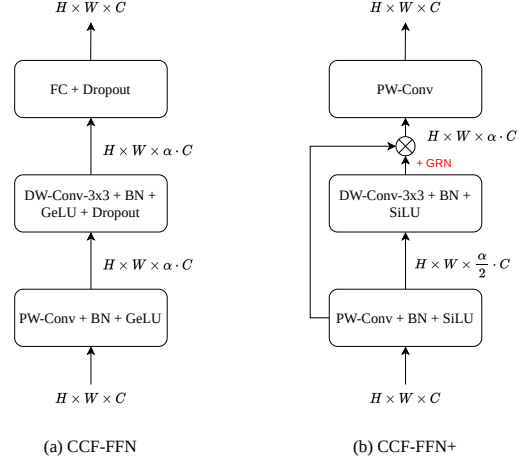 H × W × C
FC + Dropout
H × W × α · C
DW-Conv-3x3 + BN +
GeLU + Dropout
H × W × α · C
PW-Conv + BN + GeLU
H × W × C
(a) CCF-FFN
H × W × C
PW-Conv
H × W × α · C
+ GRN
DW-Conv-3x3 + BN +
SiLU
H × W × α/2 · C
PW-Conv + BN + SiLU
H × W × C
(b) CCF-FFN+